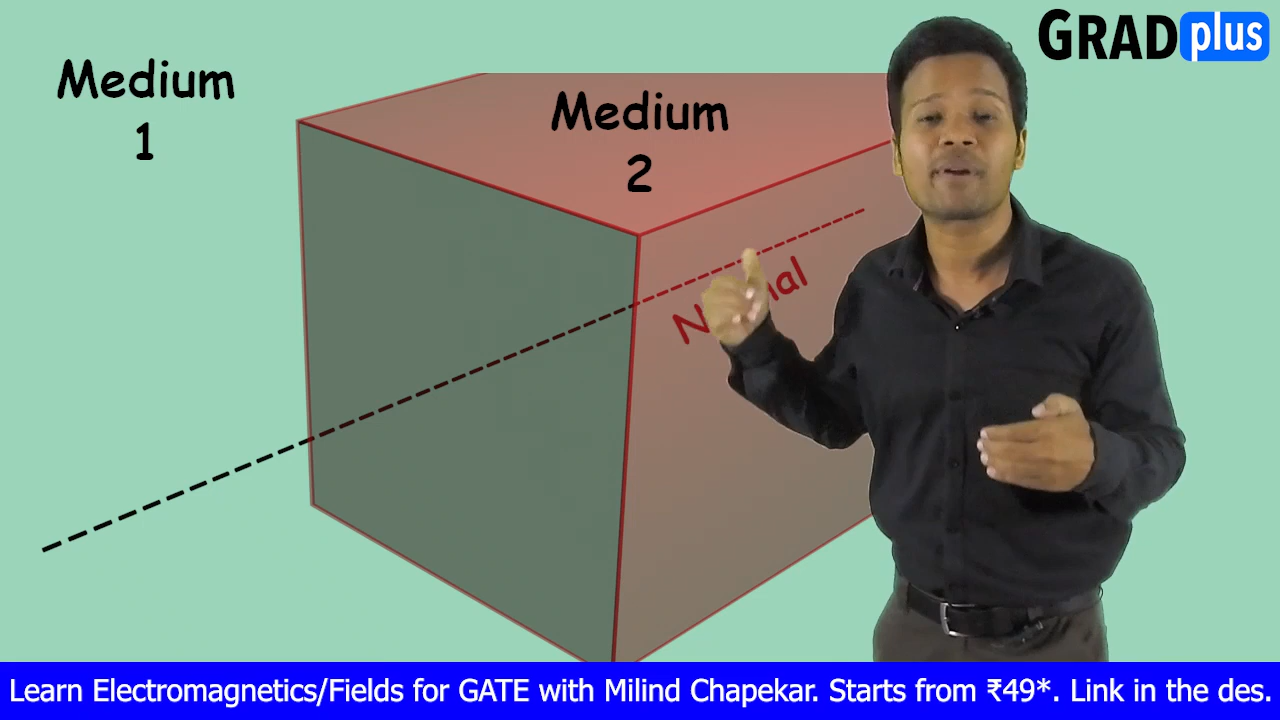 GRADplus
Medium
1
Medium
2
Learn Electromagnetics/Fields for GATE with Milind Chapekar. Starts from ₹49*. Link in the des.